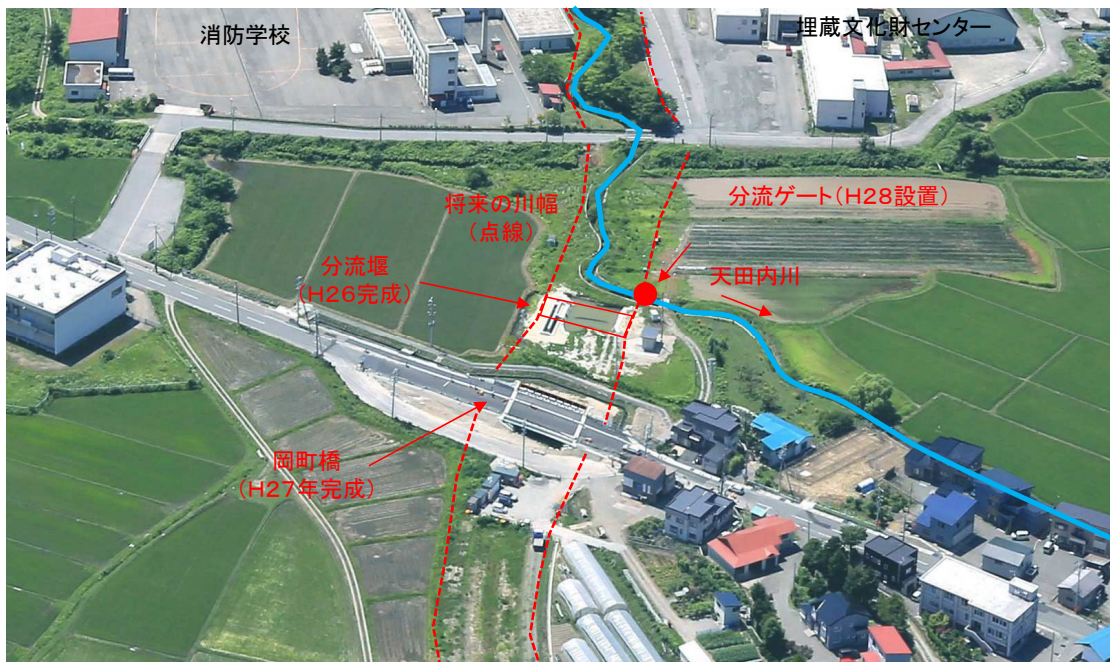 消防学校
埋蔵文化財センター
将来の川幅
(点線)
分流ゲート(H28設置)
分流堰
(H26完成)
天田内川
岡町橋
(H27年完成)